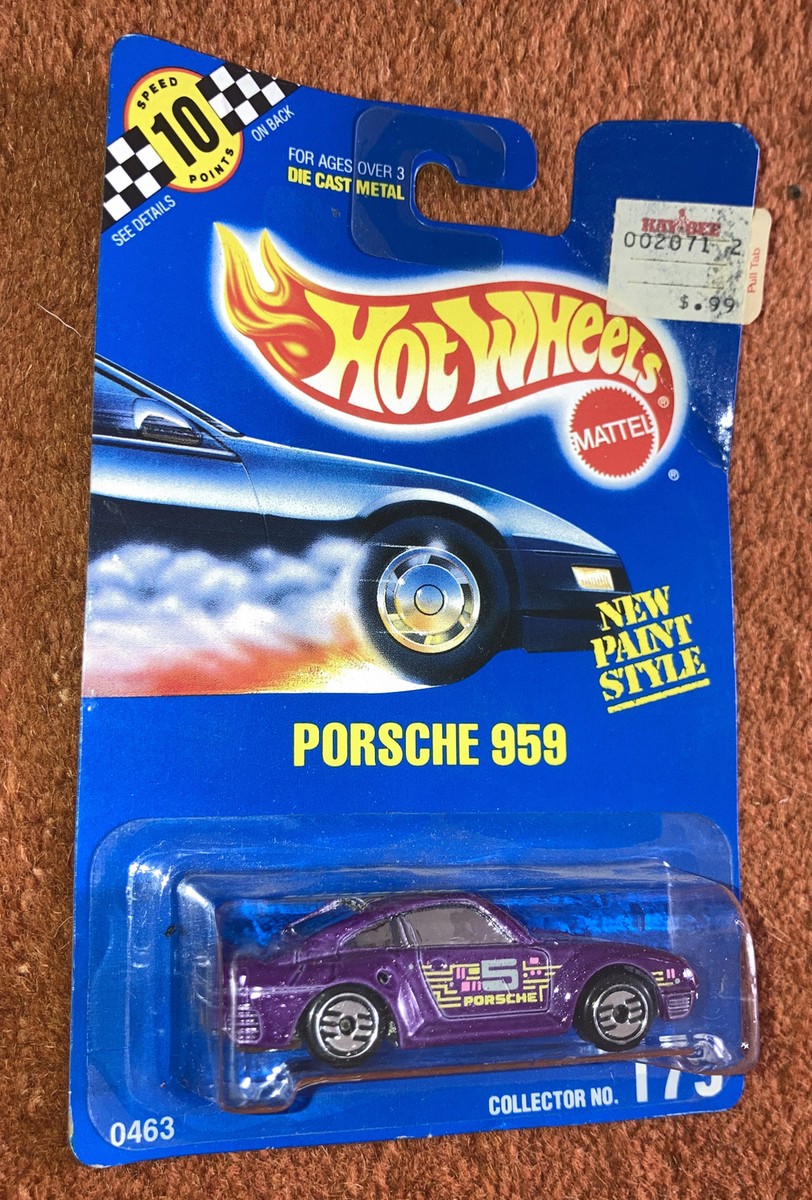 SPEED
10
POINTS
SEE DETAILS
ON BACK
FOR AGES OVER 3
DIE CAST METAL
KAY BEE
002071 2
$.99
Pull Tab
HOT WHEELS
®
MATTEL
®
NEW
PAINT
STYLE
PORSCHE 959
5
PORSCHE
COLLECTOR NO.
0463